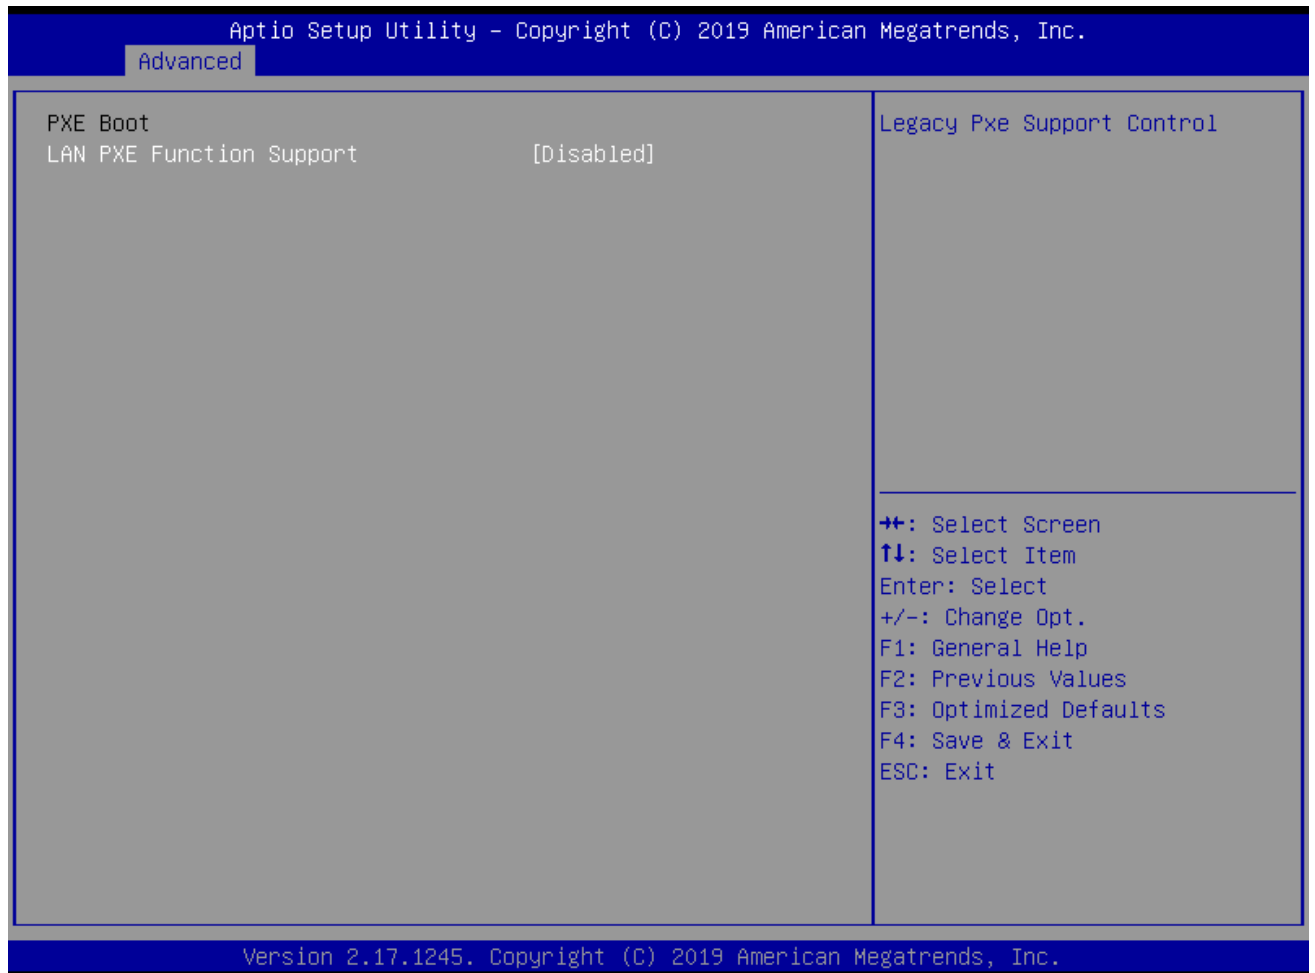 Aptio Setup Utility – Copyright (C) 2019 American Megatrends, Inc.
Advanced
PXE Boot
LAN PXE Function Support [Disabled]
Legacy Pxe Support Control
→←: Select Screen
↑↓: Select Item
Enter: Select
+/-: Change Opt.
F1: General Help
F2: Previous Values
F3: Optimized Defaults
F4: Save & Exit
ESC: Exit
Version 2.17.1245. Copyright (C) 2019 American Megatrends, Inc.